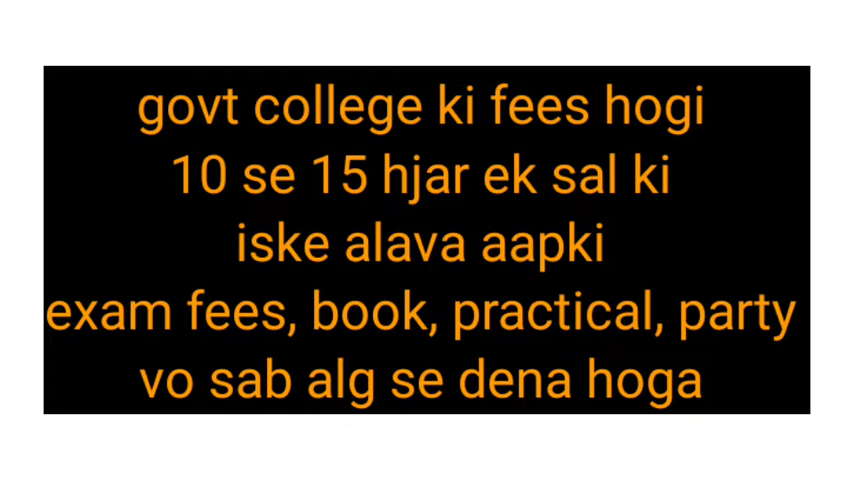 govt college ki fees hogi
10 se 15 hjar ek sal ki
iske alava aapki
exam fees, book, practical, party
vo sab alg se dena hoga